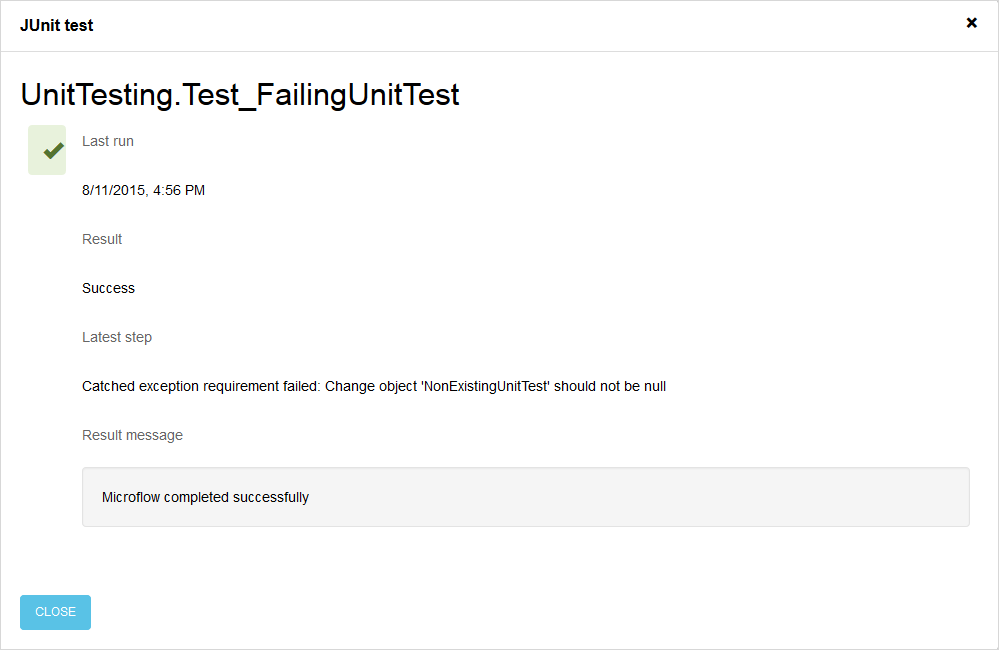 JUnit test
UnitTesting.Test_FailingUnitTest
Last run
8/11/2015, 4:56 PM
Result
Success
Latest step
Catched exception requirement failed: Change object 'NonExistingUnitTest' should not be null
Result message
Microflow completed successfully
CLOSE